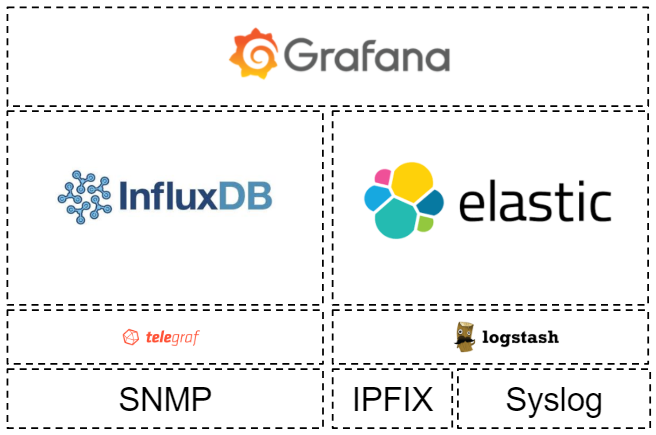 Grafana
InfluxDB
elastic
telegraf
logstash
SNMP
IPFIX
Syslog